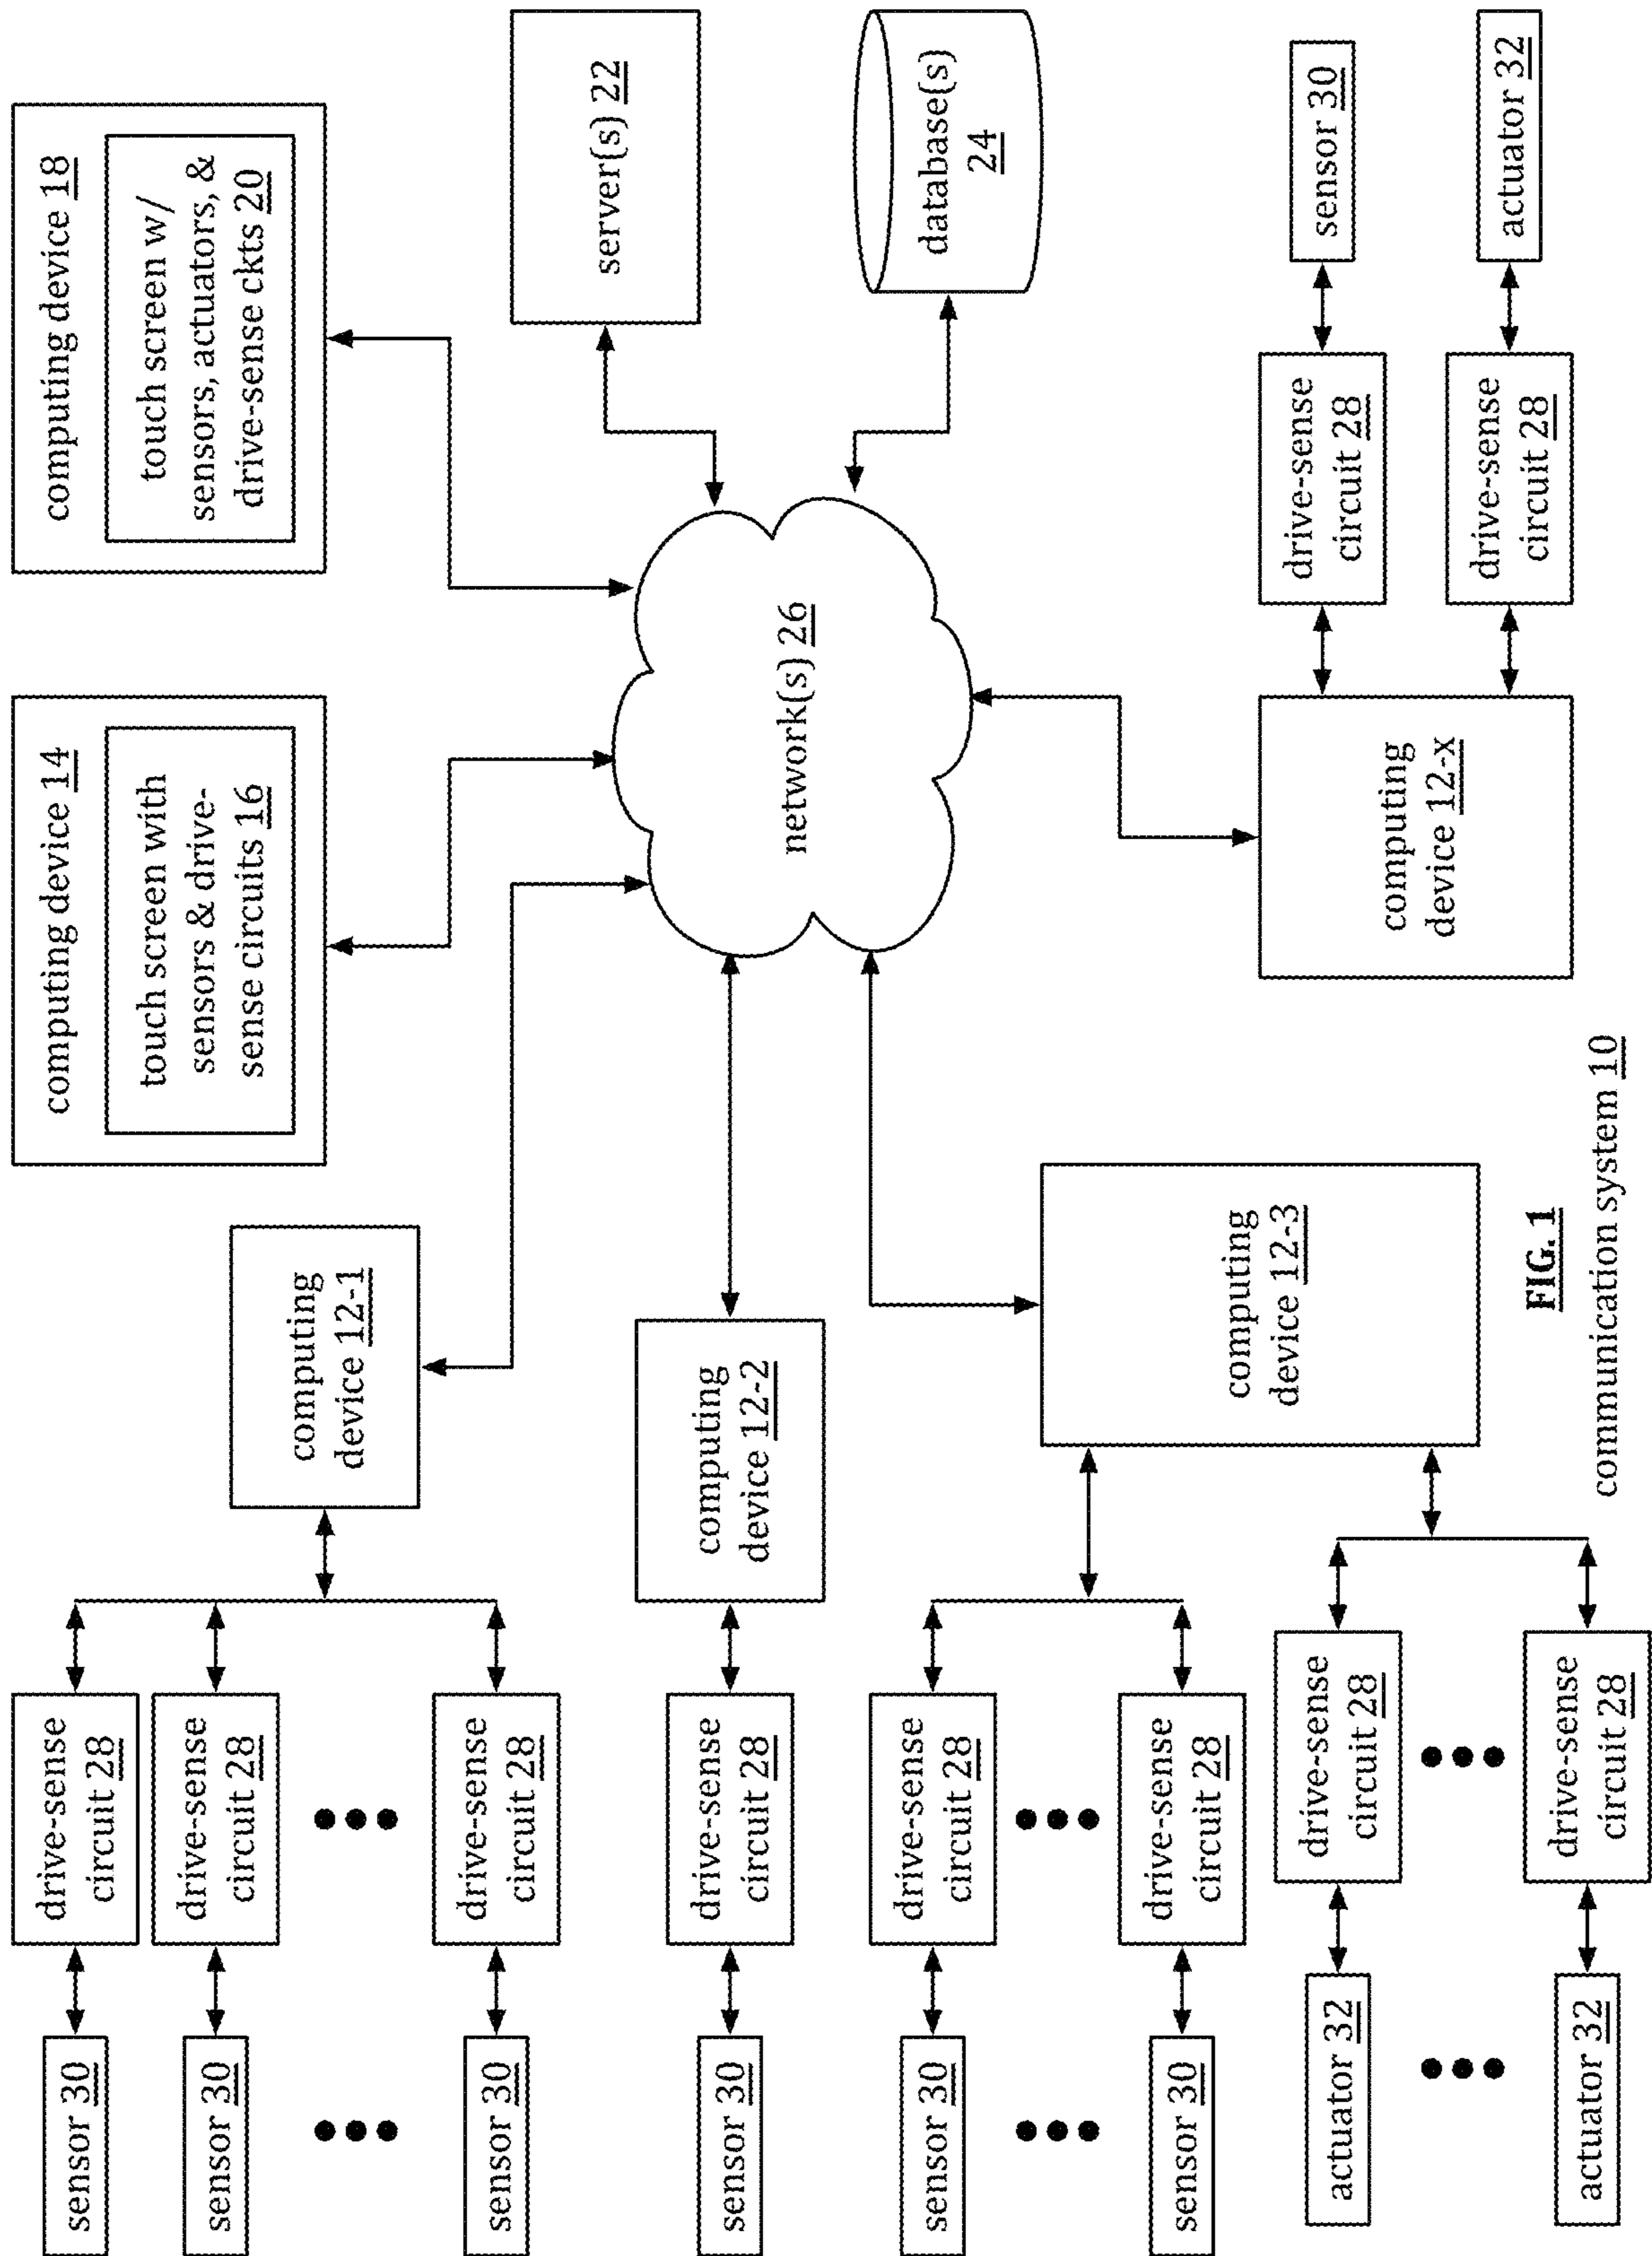 sensor 30
drive-sense
circuit 28
sensor 30
drive-sense
circuit 28
sensor 30
drive-sense
circuit 28
computing
device 12-1
computing device 14
touch screen with
sensors & drive-
sense circuits 16
computing device 18
touch screen w/
sensors, actuators, &
drive-sense ckts 20
sensor 30
drive-sense
circuit 28
computing
device 12-2
network(s) 26
server(s) 22
database(s)
24
sensor 30
drive-sense
circuit 28
sensor 30
drive-sense
circuit 28
computing
device 12-3
actuator 32
drive-sense
circuit 28
actuator 32
drive-sense
circuit 28
computing
device 12-x
drive-sense
circuit 28
sensor 30
drive-sense
circuit 28
actuator 32
FIG. 1
communication system 10